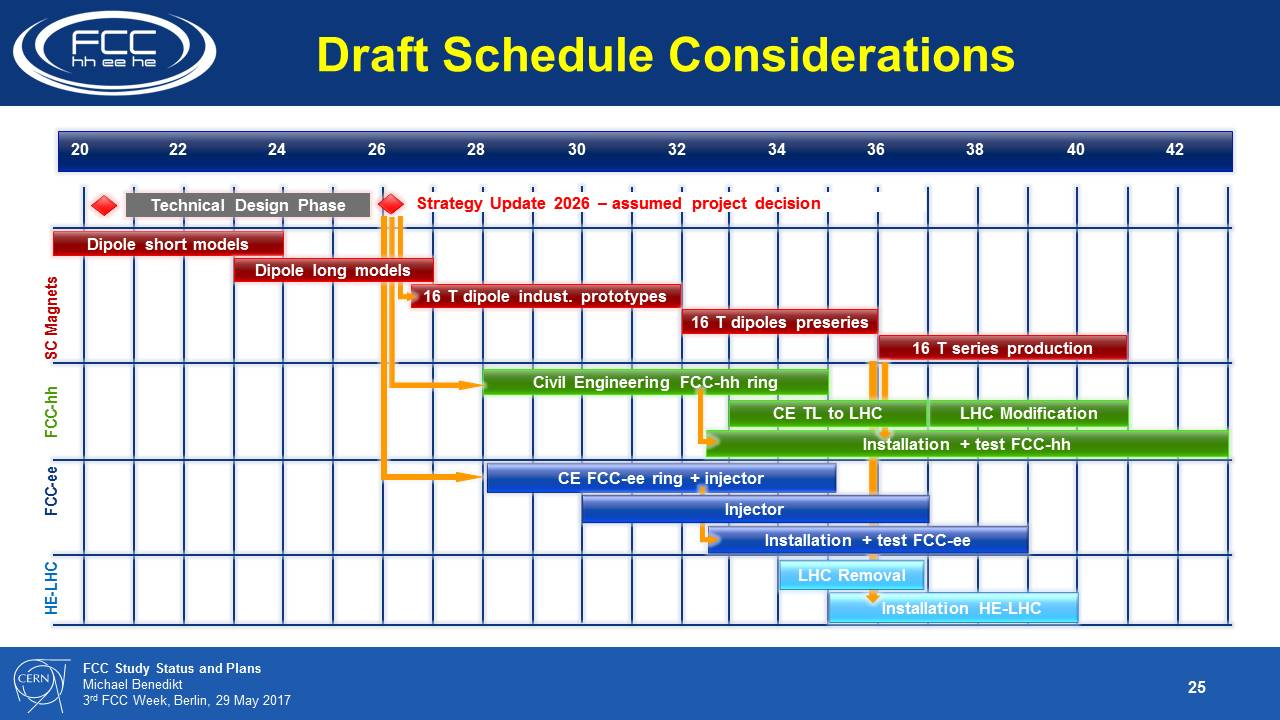 FCC
hh ee he
Draft Schedule Considerations
20 22 24 26 28 30 32 34 36 38 40 42
Technical Design Phase
Strategy Update 2026 – assumed project decision
SC Magnets
Dipole short models
Dipole long models
16 T dipole indust. prototypes
16 T dipoles preseries
16 T series production
FCC-hh
Civil Engineering FCC-hh ring
CE TL to LHC
LHC Modification
Installation + test FCC-hh
FCC-ee
CE FCC-ee ring + injector
Injector
Installation + test FCC-ee
HE-LHC
LHC Removal
Installation HE-LHC
CERN
FCC Study Status and Plans
Michael Benedikt
3rd FCC Week, Berlin, 29 May 2017
25